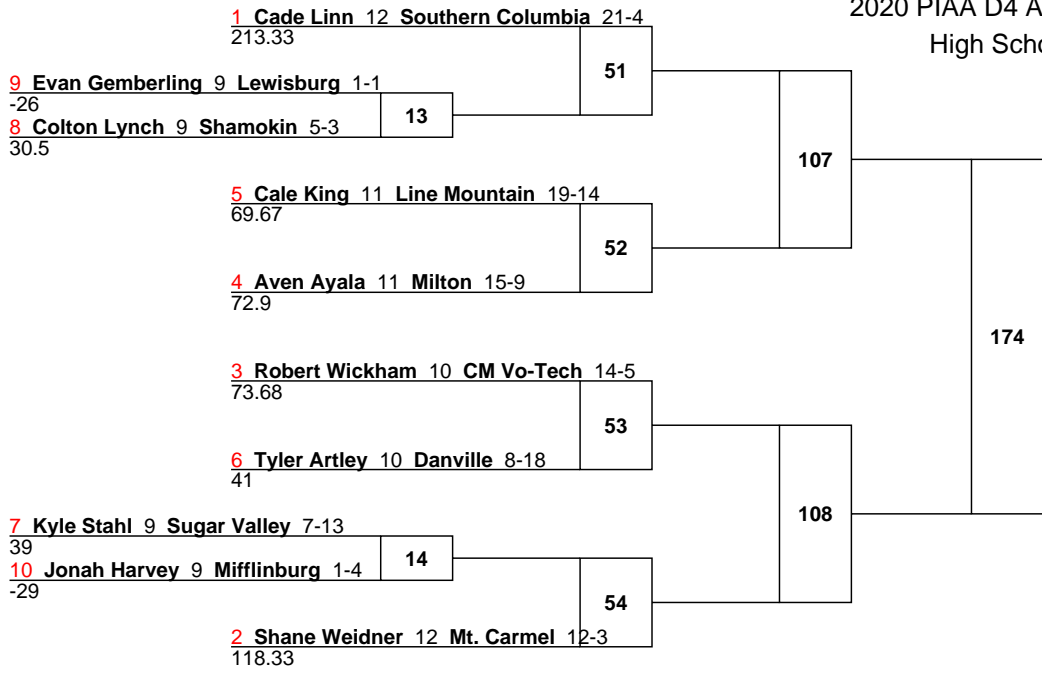 2020 PIAA D4 A
High Scho
1 Cade Linn 12 Southern Columbia 21-4
213.33
51
9 Evan Gemberling 9 Lewisburg 1-1
-26
13
8 Colton Lynch 9 Shamokin 5-3
30.5
107
5 Cale King 11 Line Mountain 19-14
69.67
52
4 Aven Ayala 11 Milton 15-9
72.9
174
3 Robert Wickham 10 CM Vo-Tech 14-5
73.68
53
6 Tyler Artley 10 Danville 8-18
41
108
7 Kyle Stahl 9 Sugar Valley 7-13
39
14
10 Jonah Harvey 9 Mifflinburg 1-4
-29
54
2 Shane Weidner 12 Mt. Carmel 12-3
118.33